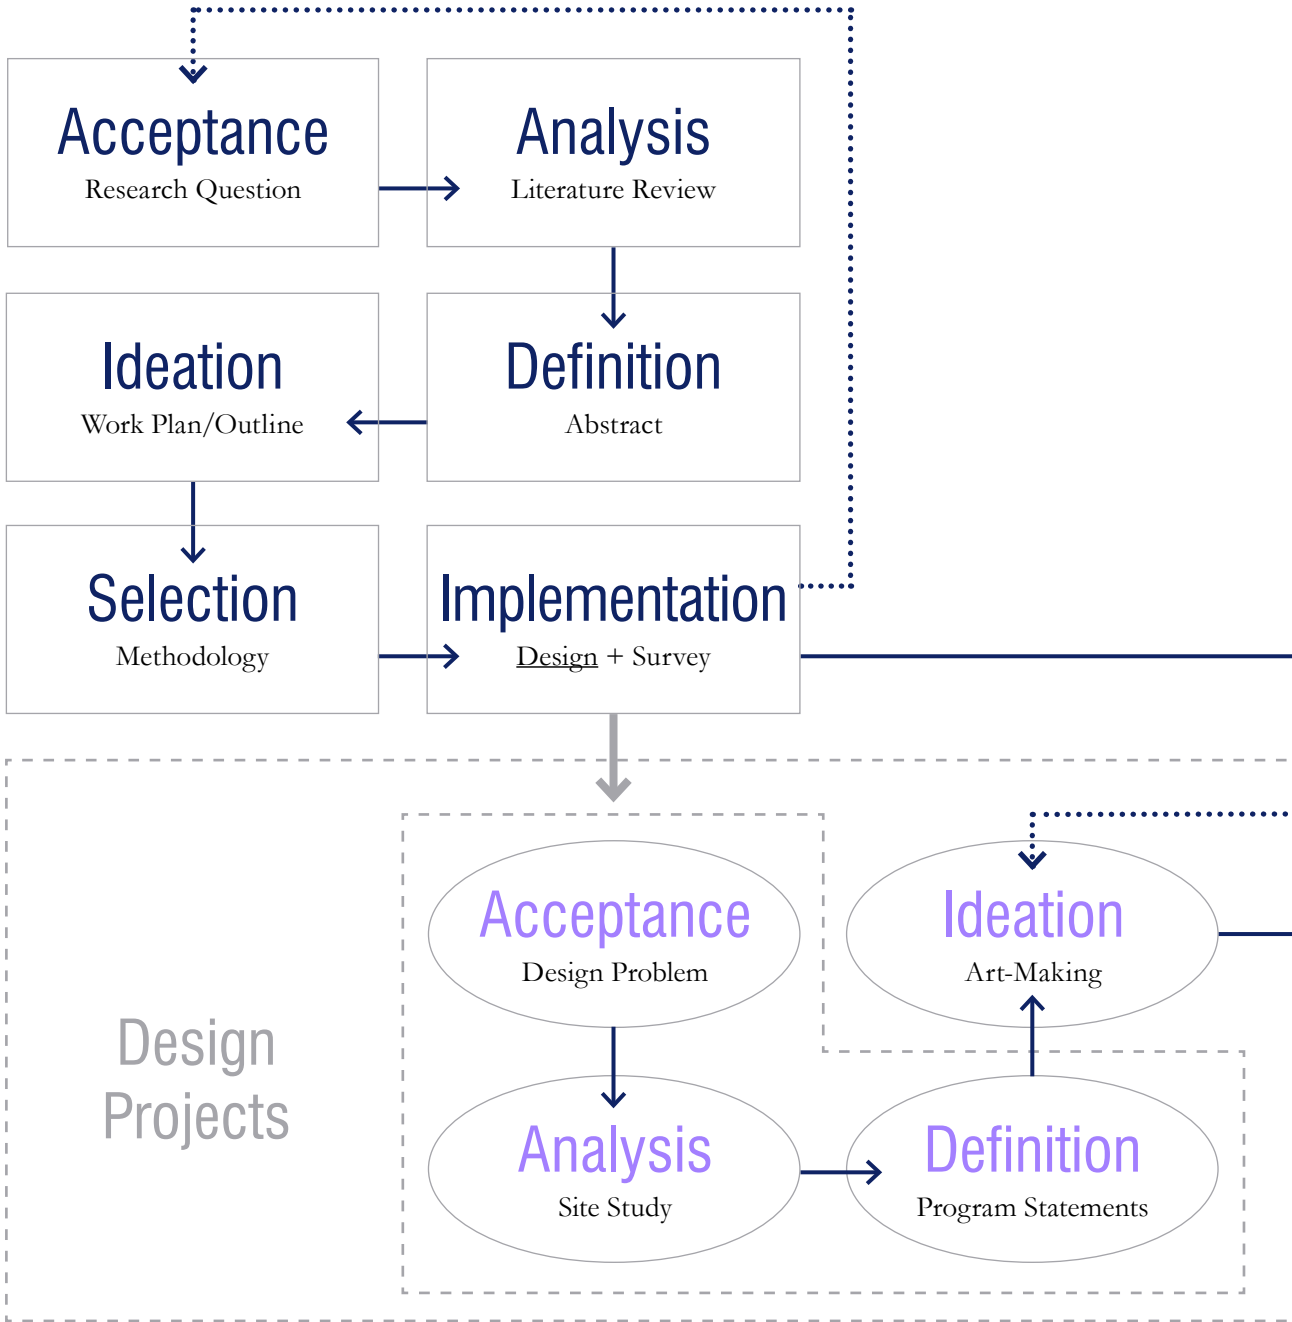 Acceptance
Research Question
Analysis
Literature Review
Ideation
Work Plan/Outline
Definition
Abstract
Selection
Methodology
Implementation
Design + Survey
Design
Projects
Acceptance
Design Problem
Ideation
Art-Making
Analysis
Site Study
Definition
Program Statements